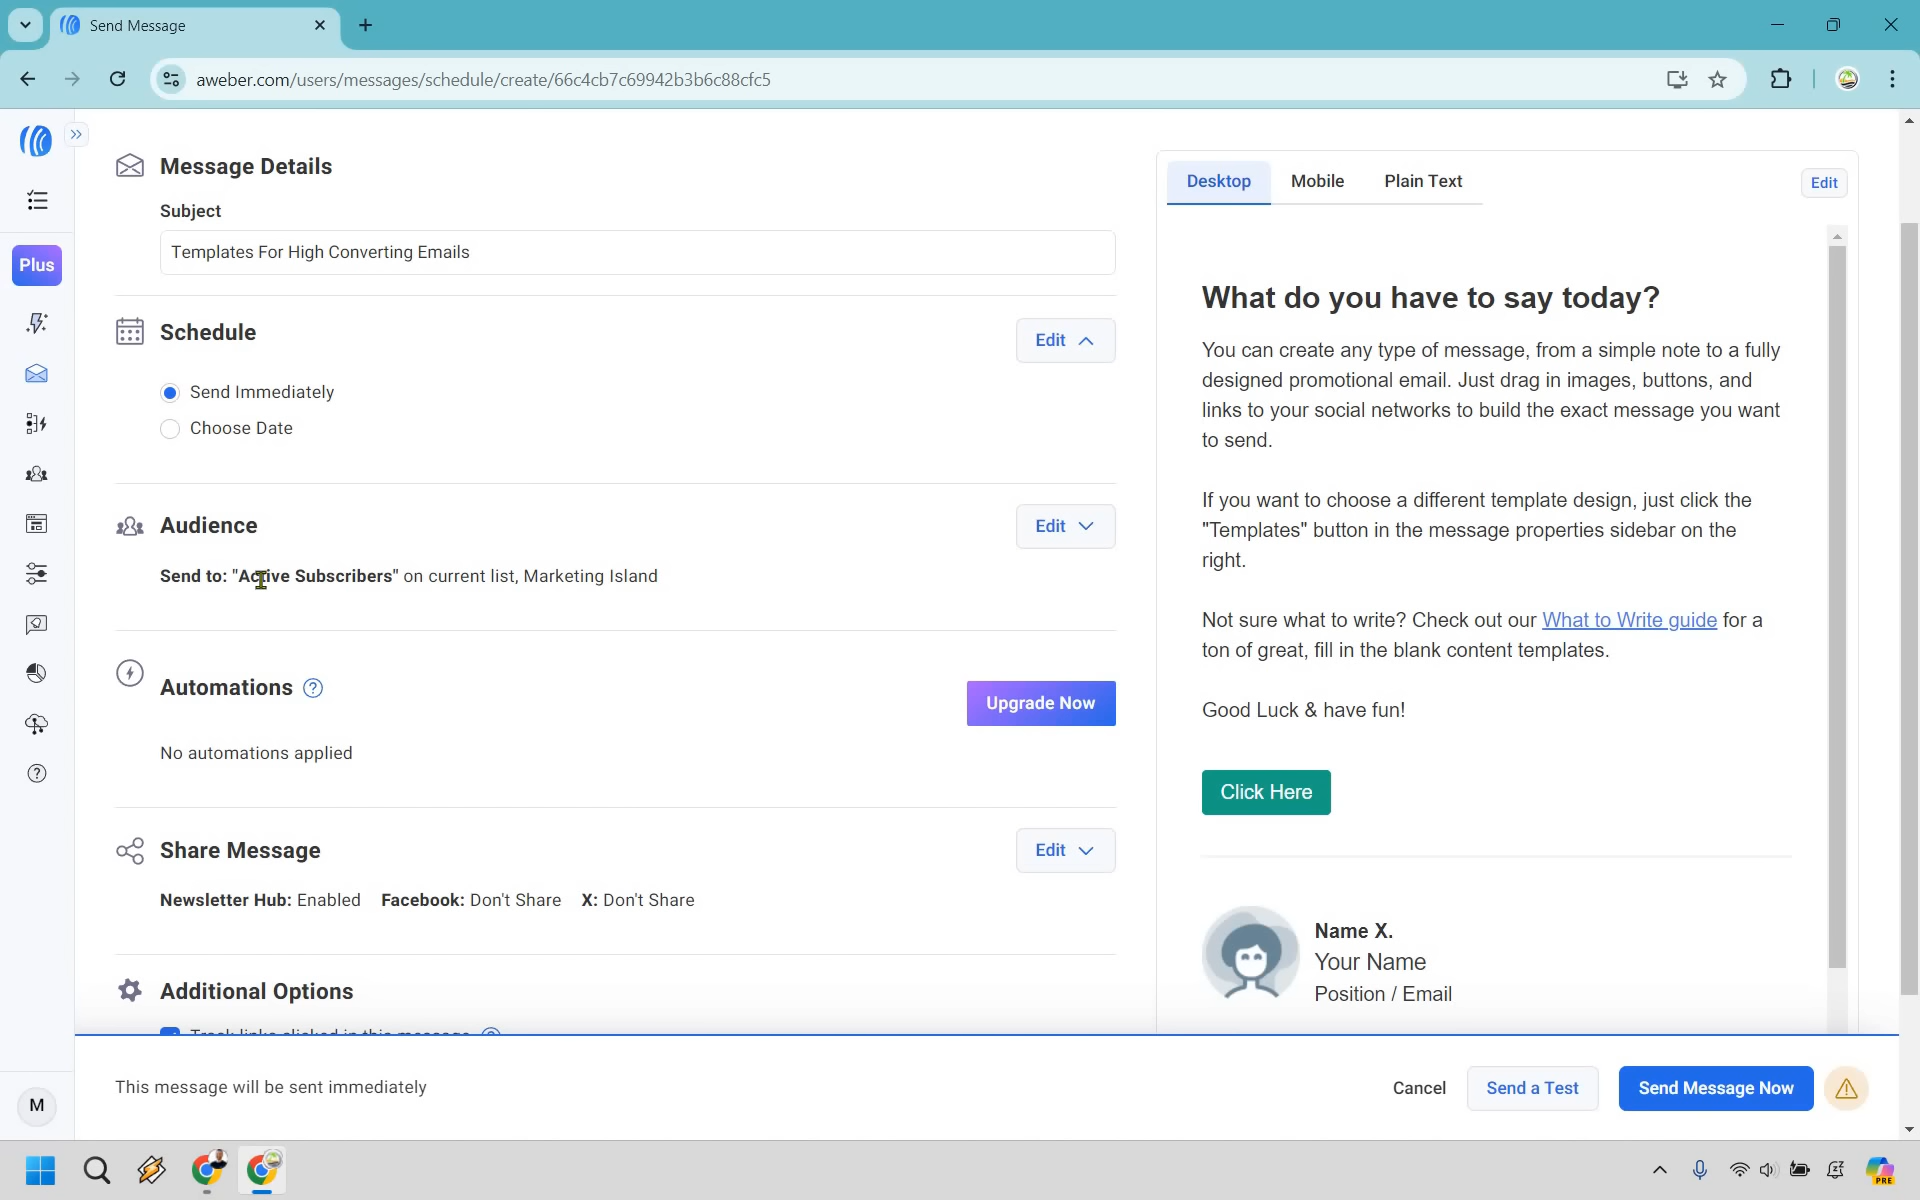 Send Message
aweber.com/users/messages/schedule/create/66c4cb7c69942b3b6c88cfc5
Plus
M
Message Details
Subject
Templates For High Converting Emails
Schedule
Edit
Send Immediately
Choose Date
Audience
Edit
Send to: "Active Subscribers" on current list, Marketing Island
Automations
Upgrade Now
No automations applied
Share Message
Edit
Newsletter Hub: Enabled Facebook: Don't Share X: Don't Share
Additional Options
Track links clicked in this message
Desktop Mobile Plain Text
Edit
What do you have to say today?
You can create any type of message, from a simple note to a fully
designed promotional email. Just drag in images, buttons, and
links to your social networks to build the exact message you want
to send.
If you want to choose a different template design, just click the
"Templates" button in the message properties sidebar on the
right.
Not sure what to write? Check out our What to Write guide for a
ton of great, fill in the blank content templates.
Good Luck & have fun!
Click Here
Name X.
Your Name
Position / Email
This message will be sent immediately
Cancel
Send a Test
Send Message Now
PRE